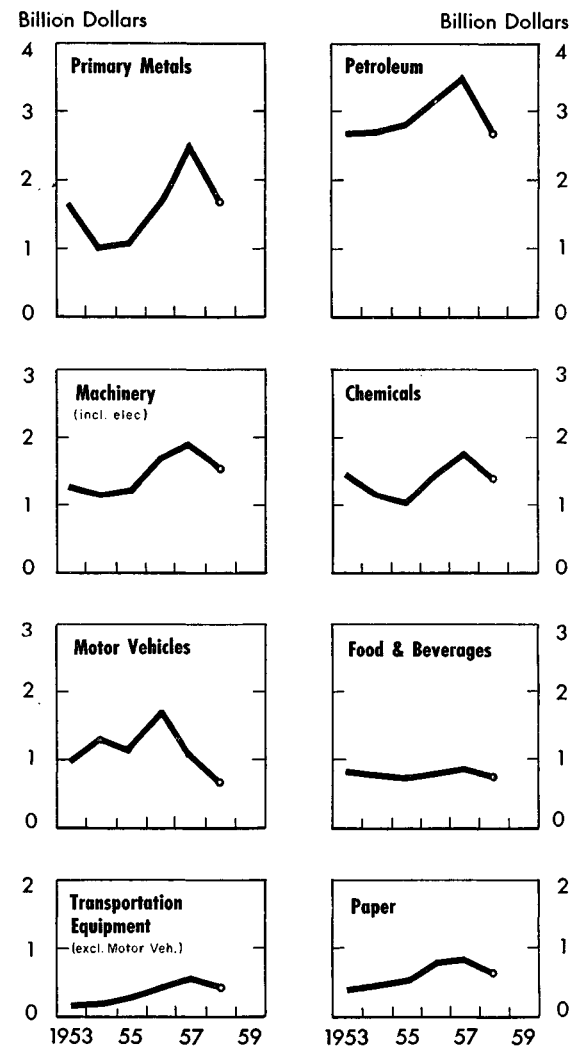 Billion Dollars
Billion Dollars
4
Primary Metals
3
2
1
0
Petroleum
4
3
2
1
0
3
Machinery
(incl. elec)
2
1
0
Chemicals
3
2
1
0
3
Motor Vehicles
2
1
0
Food & Beverages
3
2
1
0
2
Transportation
Equipment
(excl. Motor Veh.)
1
0
1953 55 57 59
Paper
2
1
0
1953 55 57 59